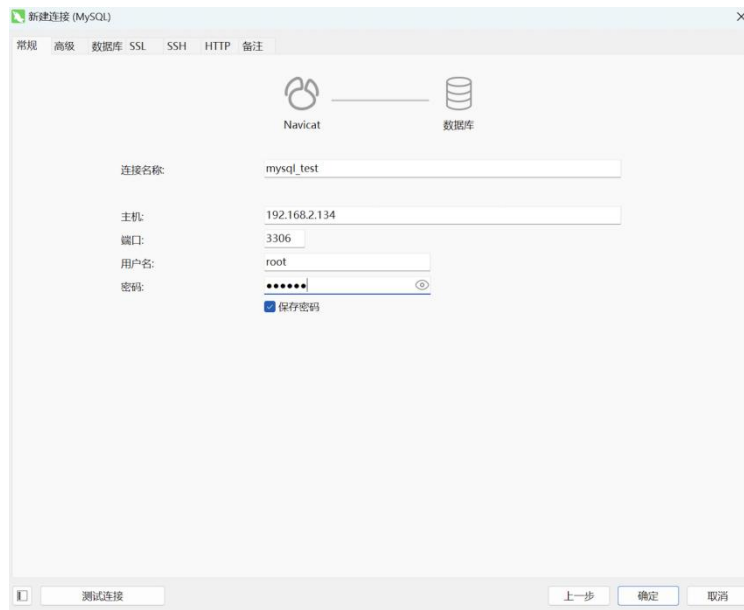 新建连接 (MySQL)
常规 高级 数据库 SSL SSH HTTP 备注
Navicat 数据库
连接名称: mysql_test
主机: 192.168.2.134
端口: 3306
用户名: root
密码: ●●●●●●
保存密码
测试连接 上一步 确定 取消